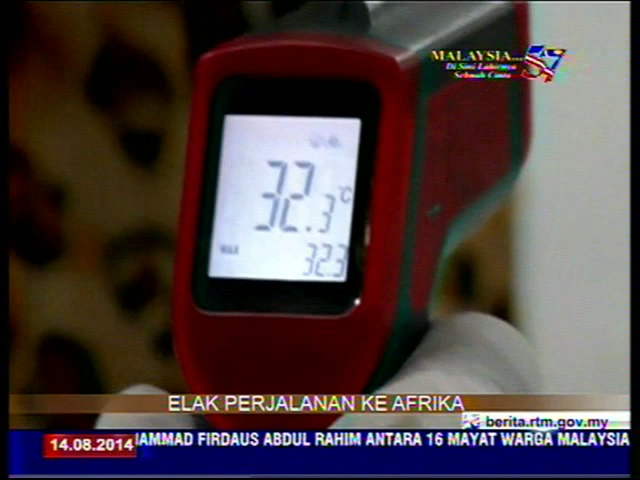 MALAYSIA...
Di Sini Lahirnya
Sebuah Cinta
32.3
°C
MAX
32.3
ELAK PERJALANAN KE AFRIKA
berita.rtm.gov.my
14.08.2014
AMMAD FIRDAUS ABDUL RAHIM ANTARA 16 MAYAT WARGA MALAYSIA